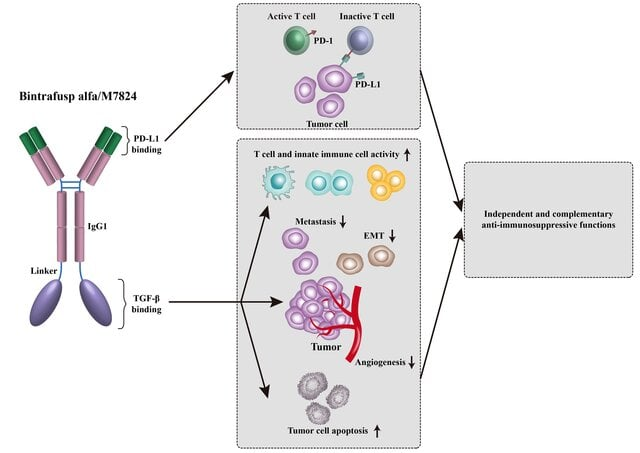 Bintrafusp alfa/M7824
PD-L1
binding
IgG1
Linker
TGF-β
binding
Active T cell
Inactive T cell
PD-1
PD-L1
Tumor cell
T cell and innate immune cell activity
Metastasis
EMT
Tumor
Angiogenesis
Tumor cell apoptosis
Independent and complementary
anti-immunosuppressive functions